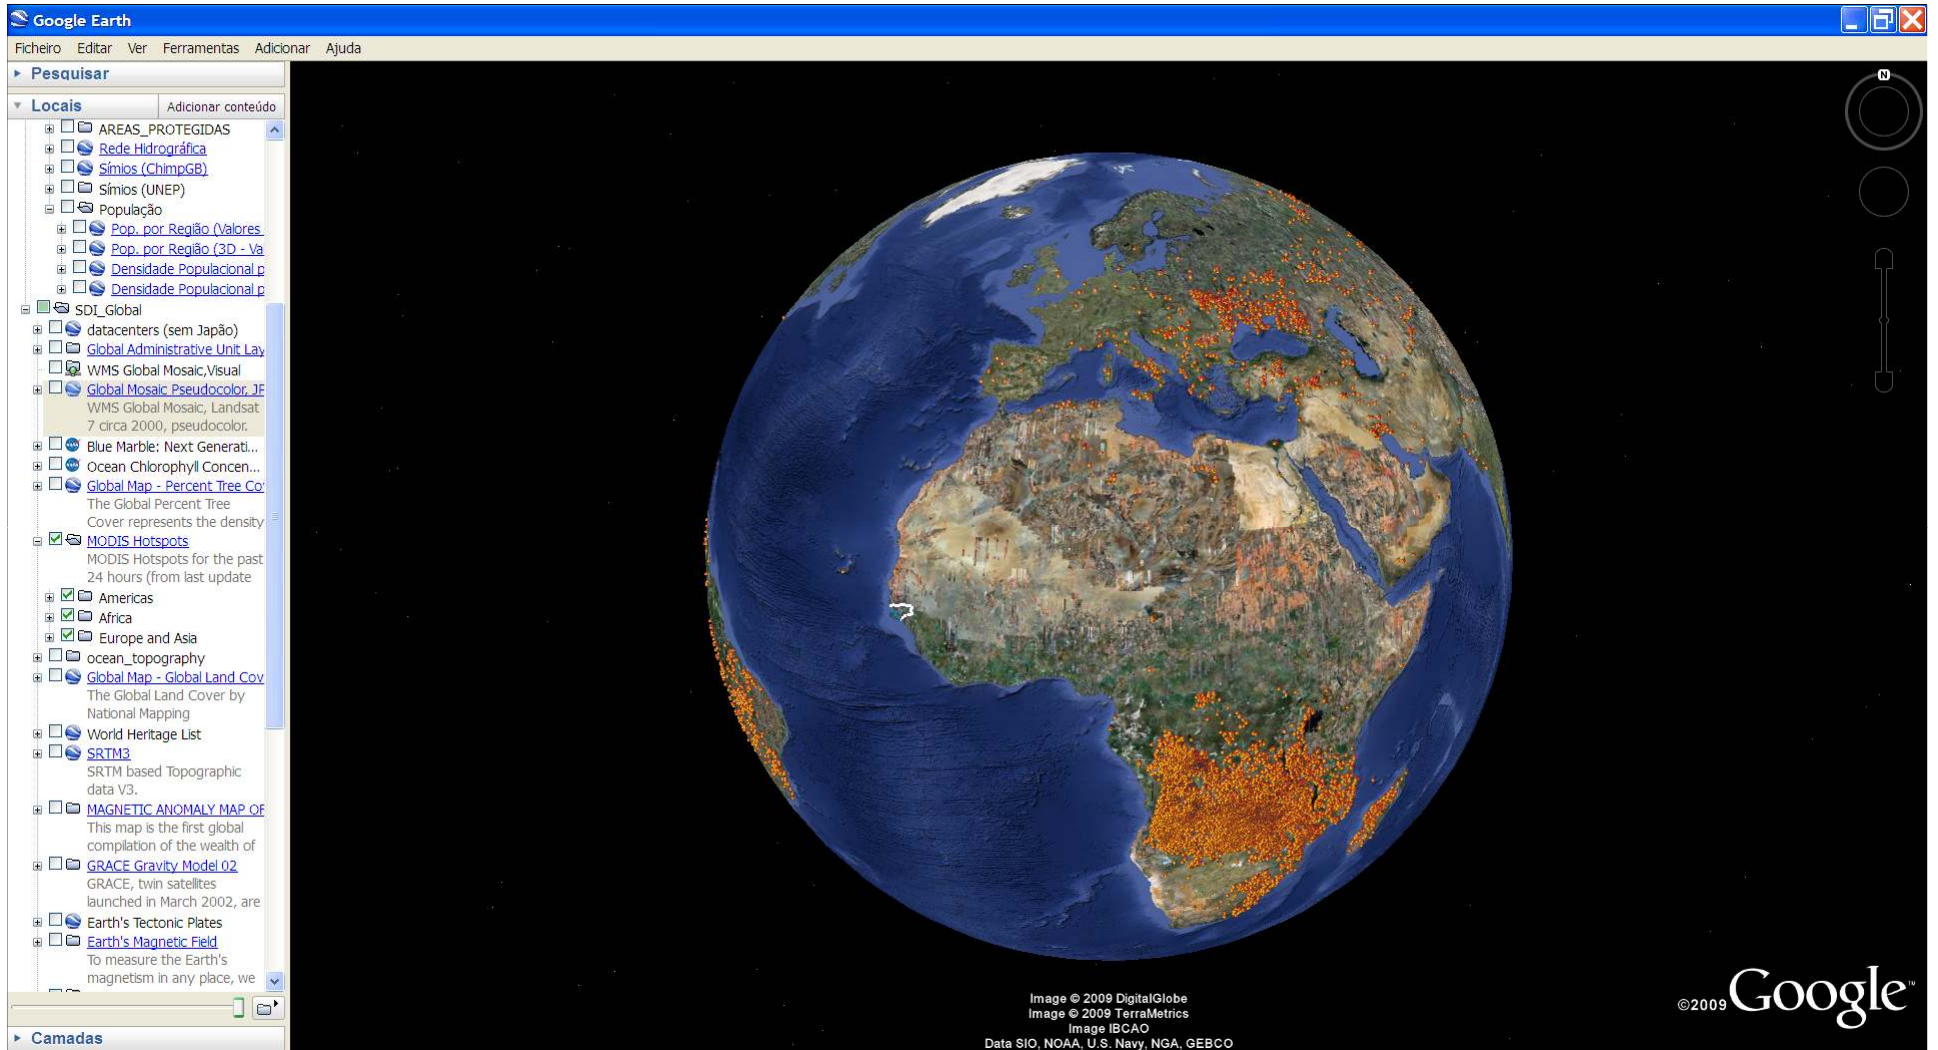 Google Earth
Ficheiro Editar Ver Ferramentas Adicionar Ajuda
Pesquisar
Locais Adicionar conteúdo
AREAS_PROTEGIDAS
Rede Hidrográfica
Símios (ChimpGB)
Símios (UNEP)
População
Pop. por Região (Valores
Pop. por Região (3D - Va
Densidade Populacional p
Densidade Populacional p
SDI_Global
datacenters (sem Japão)
Global Administrative Unit Lay
WMS Global Mosaic,Visual
Global Mosaic Pseudocolor, JF
WMS Global Mosaic, Landsat
7 circa 2000, pseudocolor.
Blue Marble: Next Generati...
Ocean Chlorophyll Concen...
Global Map - Percent Tree Co
The Global Percent Tree
Cover represents the density
MODIS Hotspots
MODIS Hotspots for the past
24 hours (from last update
Americas
Africa
Europe and Asia
ocean_topography
Global Map - Global Land Cov
The Global Land Cover by
National Mapping
World Heritage List
SRTM3
SRTM based Topographic
data V3.
MAGNETIC ANOMALY MAP OF
This map is the first global
compilation of the wealth of
GRACE Gravity Model 02
GRACE, twin satellites
launched in March 2002, are
Earth's Tectonic Plates
Earth's Magnetic Field
To measure the Earth's
magnetism in any place, we
Camadas
N
Image © 2009 DigitalGlobe
Image © 2009 TerraMetrics
Image IBCAO
Data SIO, NOAA, U.S. Navy, NGA, GEBCO
©2009 Google™